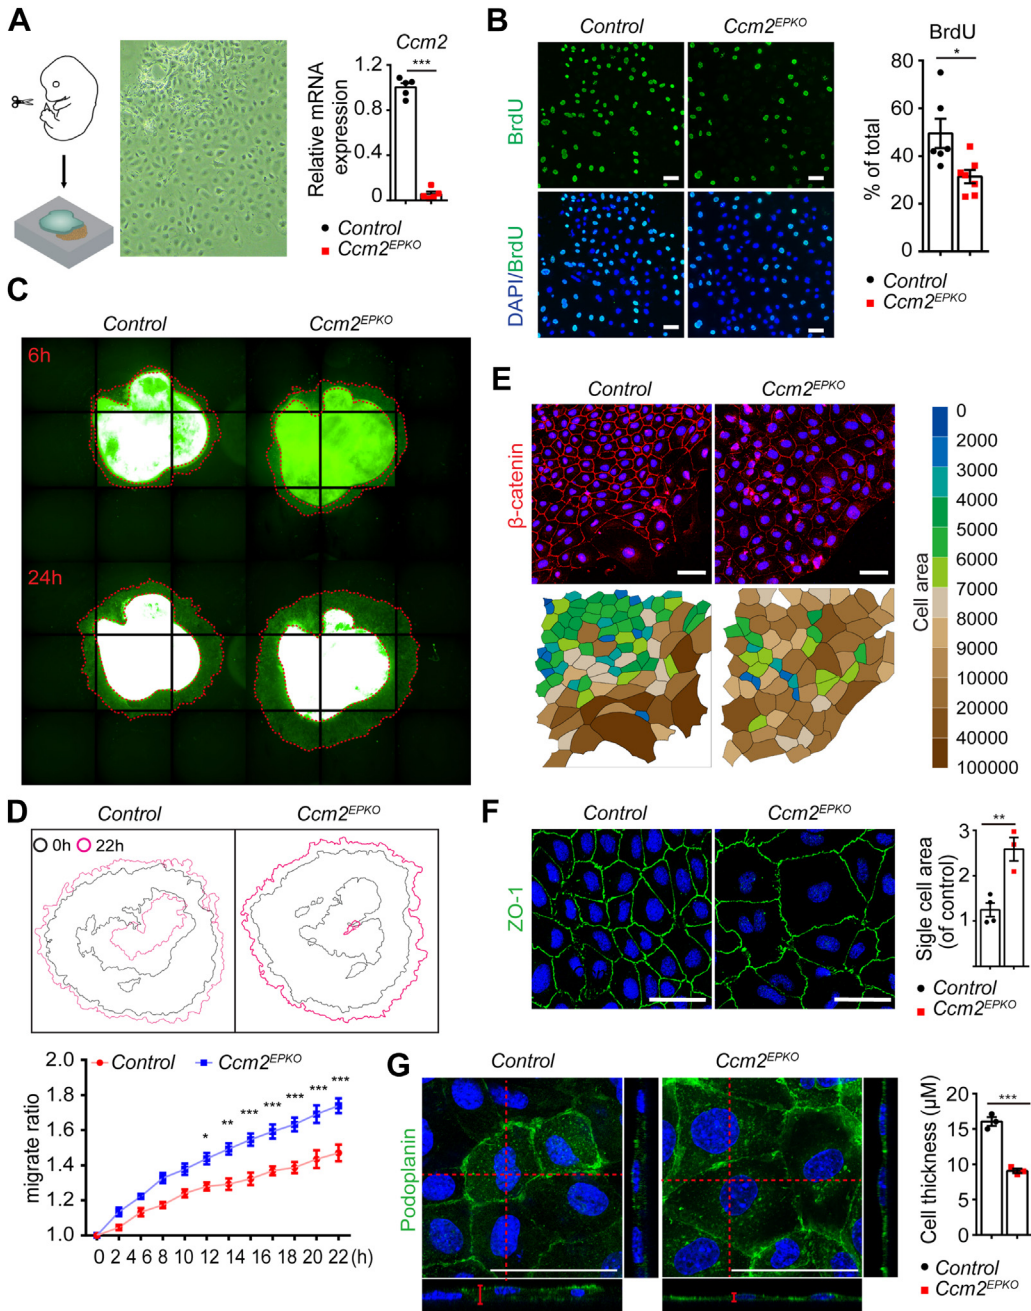 A
Ccm2
***
Relative mRNA
expression
1.2
0.8
0.4
0
Control
Ccm2EPKO
B
Control
Ccm2EPKO
BrdU
DAPI/BrdU
BrdU
*
% of total
80
60
40
20
0
Control
Ccm2EPKO
C
Control
Ccm2EPKO
6h
24h
D
Control
Ccm2EPKO
0h
22h
Control
Ccm2EPKO
migrate ratio
2.0
1.8
1.6
1.4
1.2
1.0
* ** *** *** *** *** ***
0 2 4 6 8 10 12 14 16 18 20 22 (h)
E
Control
Ccm2EPKO
β-catenin
Cell area
0
2000
3000
4000
5000
6000
7000
8000
9000
10000
20000
40000
100000
F
Control
Ccm2EPKO
ZO-1
**
Sigle cell area
(of control)
3
2
1
0
Control
Ccm2EPKO
G
Control
Ccm2EPKO
Podoplanin
***
Cell thickness (μM)
20
15
10
5
0
Control
Ccm2EPKO